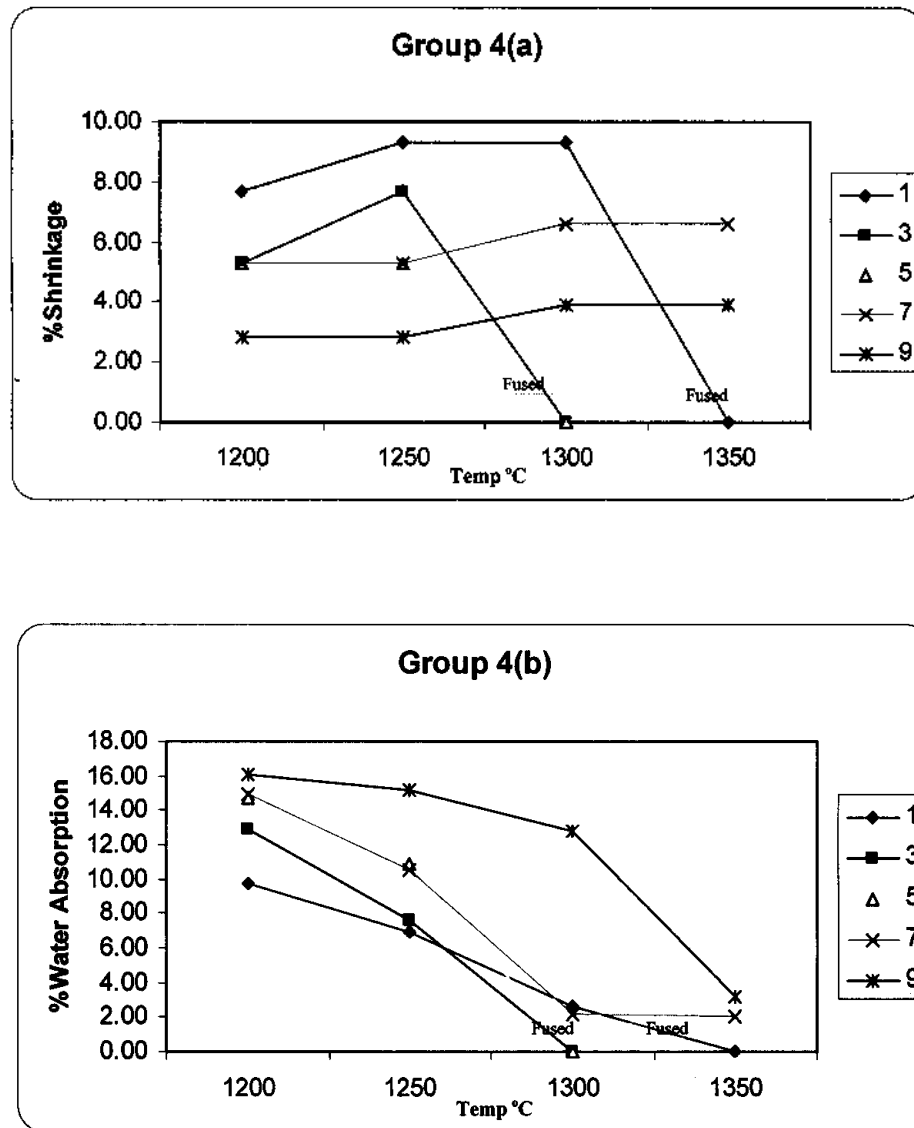 Group 4(a)
%Shrinkage
10.00
8.00
6.00
4.00
2.00
0.00
Fused
Fused
1200 1250 1300 1350
Temp ºC
1
3
5
7
9
Group 4(b)
%Water Absorption
18.00
16.00
14.00
12.00
10.00
8.00
6.00
4.00
2.00
0.00
Fused Fused
1200 1250 1300 1350
Temp ºC
1
3
5
7
9